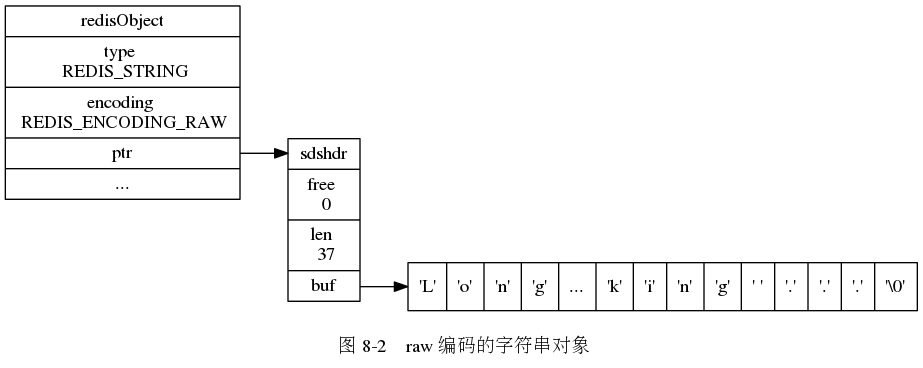 redisObject
type
REDIS_STRING
encoding
REDIS_ENCODING_RAW
ptr
...
sdshdr
free
0
len
37
buf
'L' 'o' 'n' 'g' ... 'k' 'i' 'n' 'g' ' ' '.' '.' '.' '\0'
图 8-2 raw 编码的字符串对象